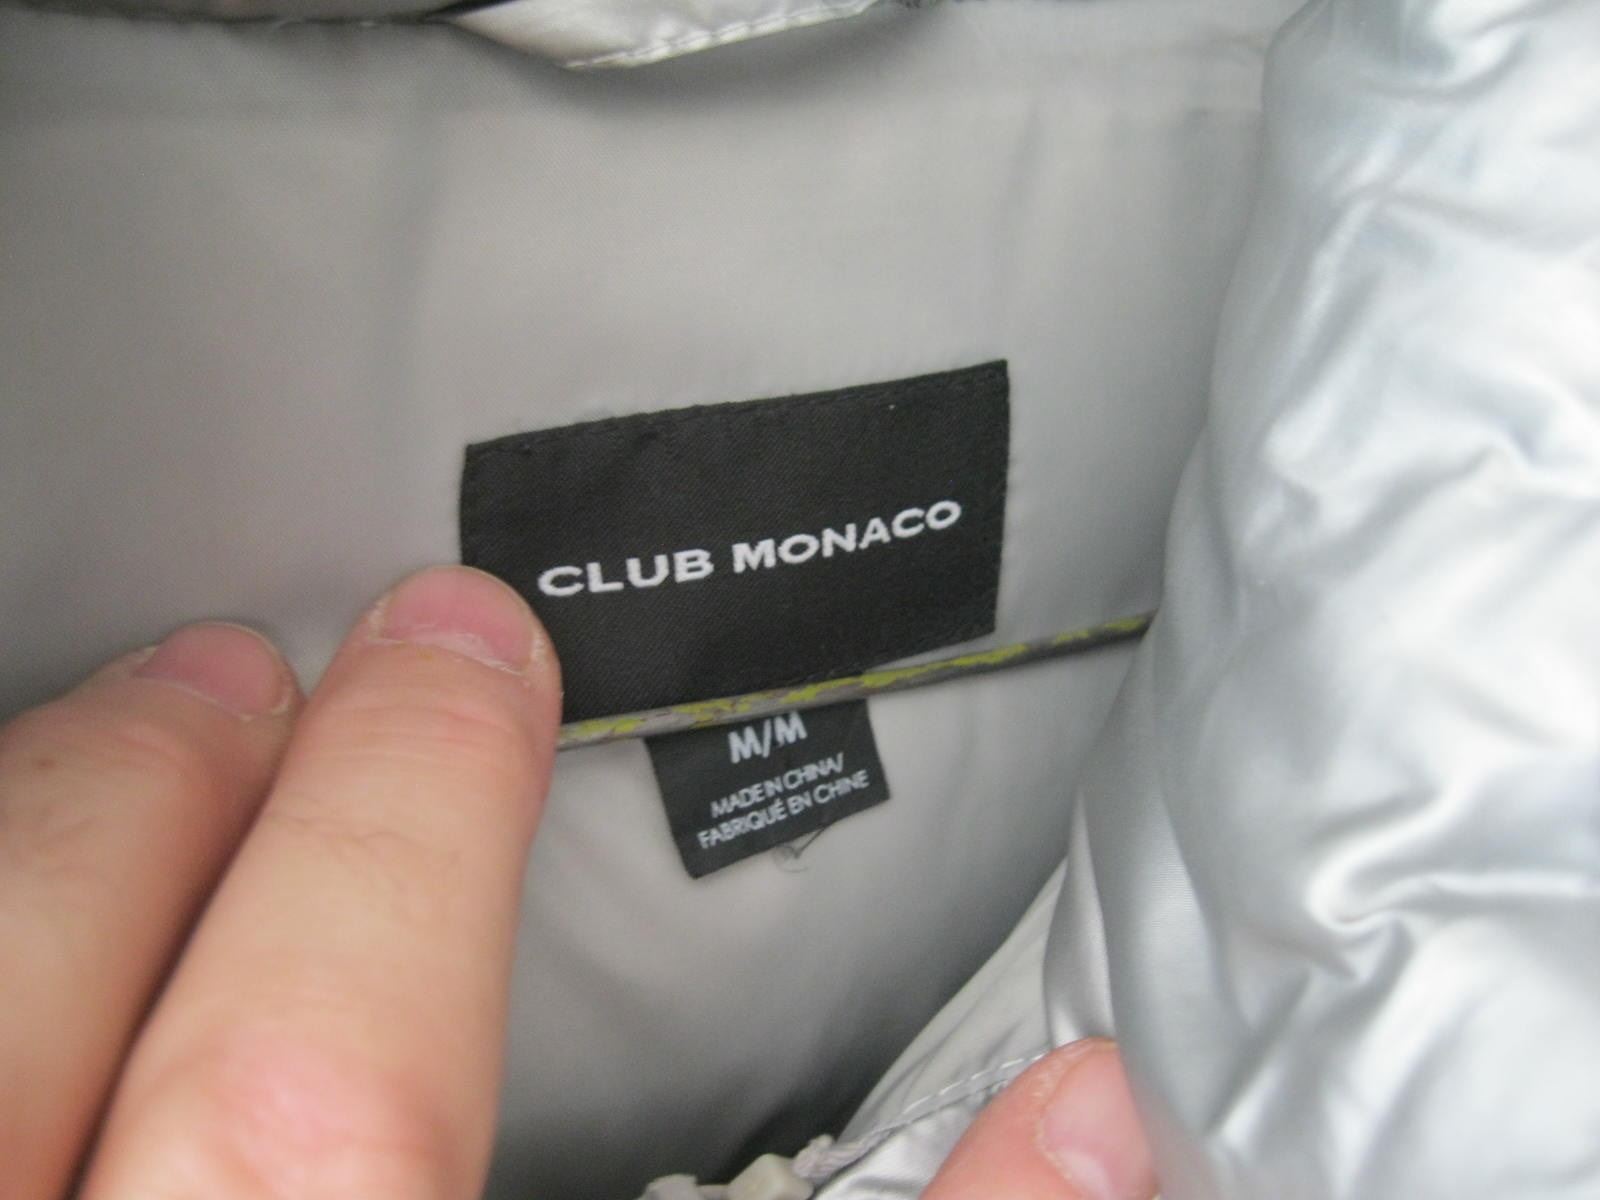 CLUB MONACO
M/M
MADE IN CHINA/
FABRIQUÉ EN CHINE